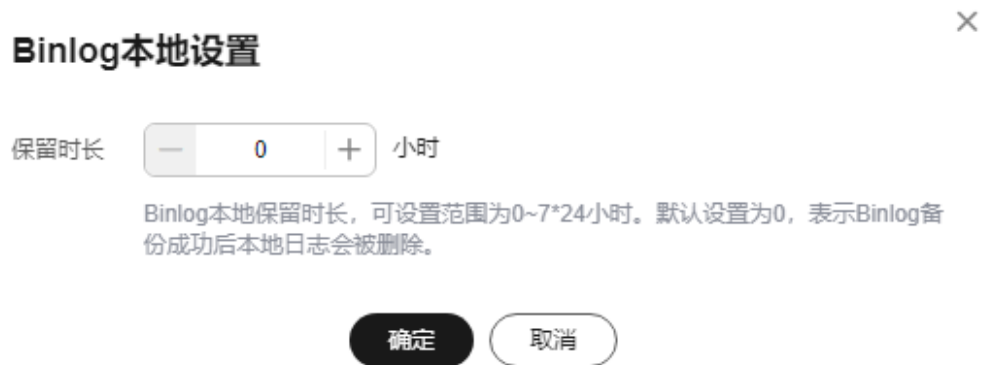 Binlog本地设置
保留时长 0 小时
Binlog本地保留时长，可设置范围为0~7*24小时。默认设置为0，表示Binlog备
份成功后本地日志会被删除。
确定 取消